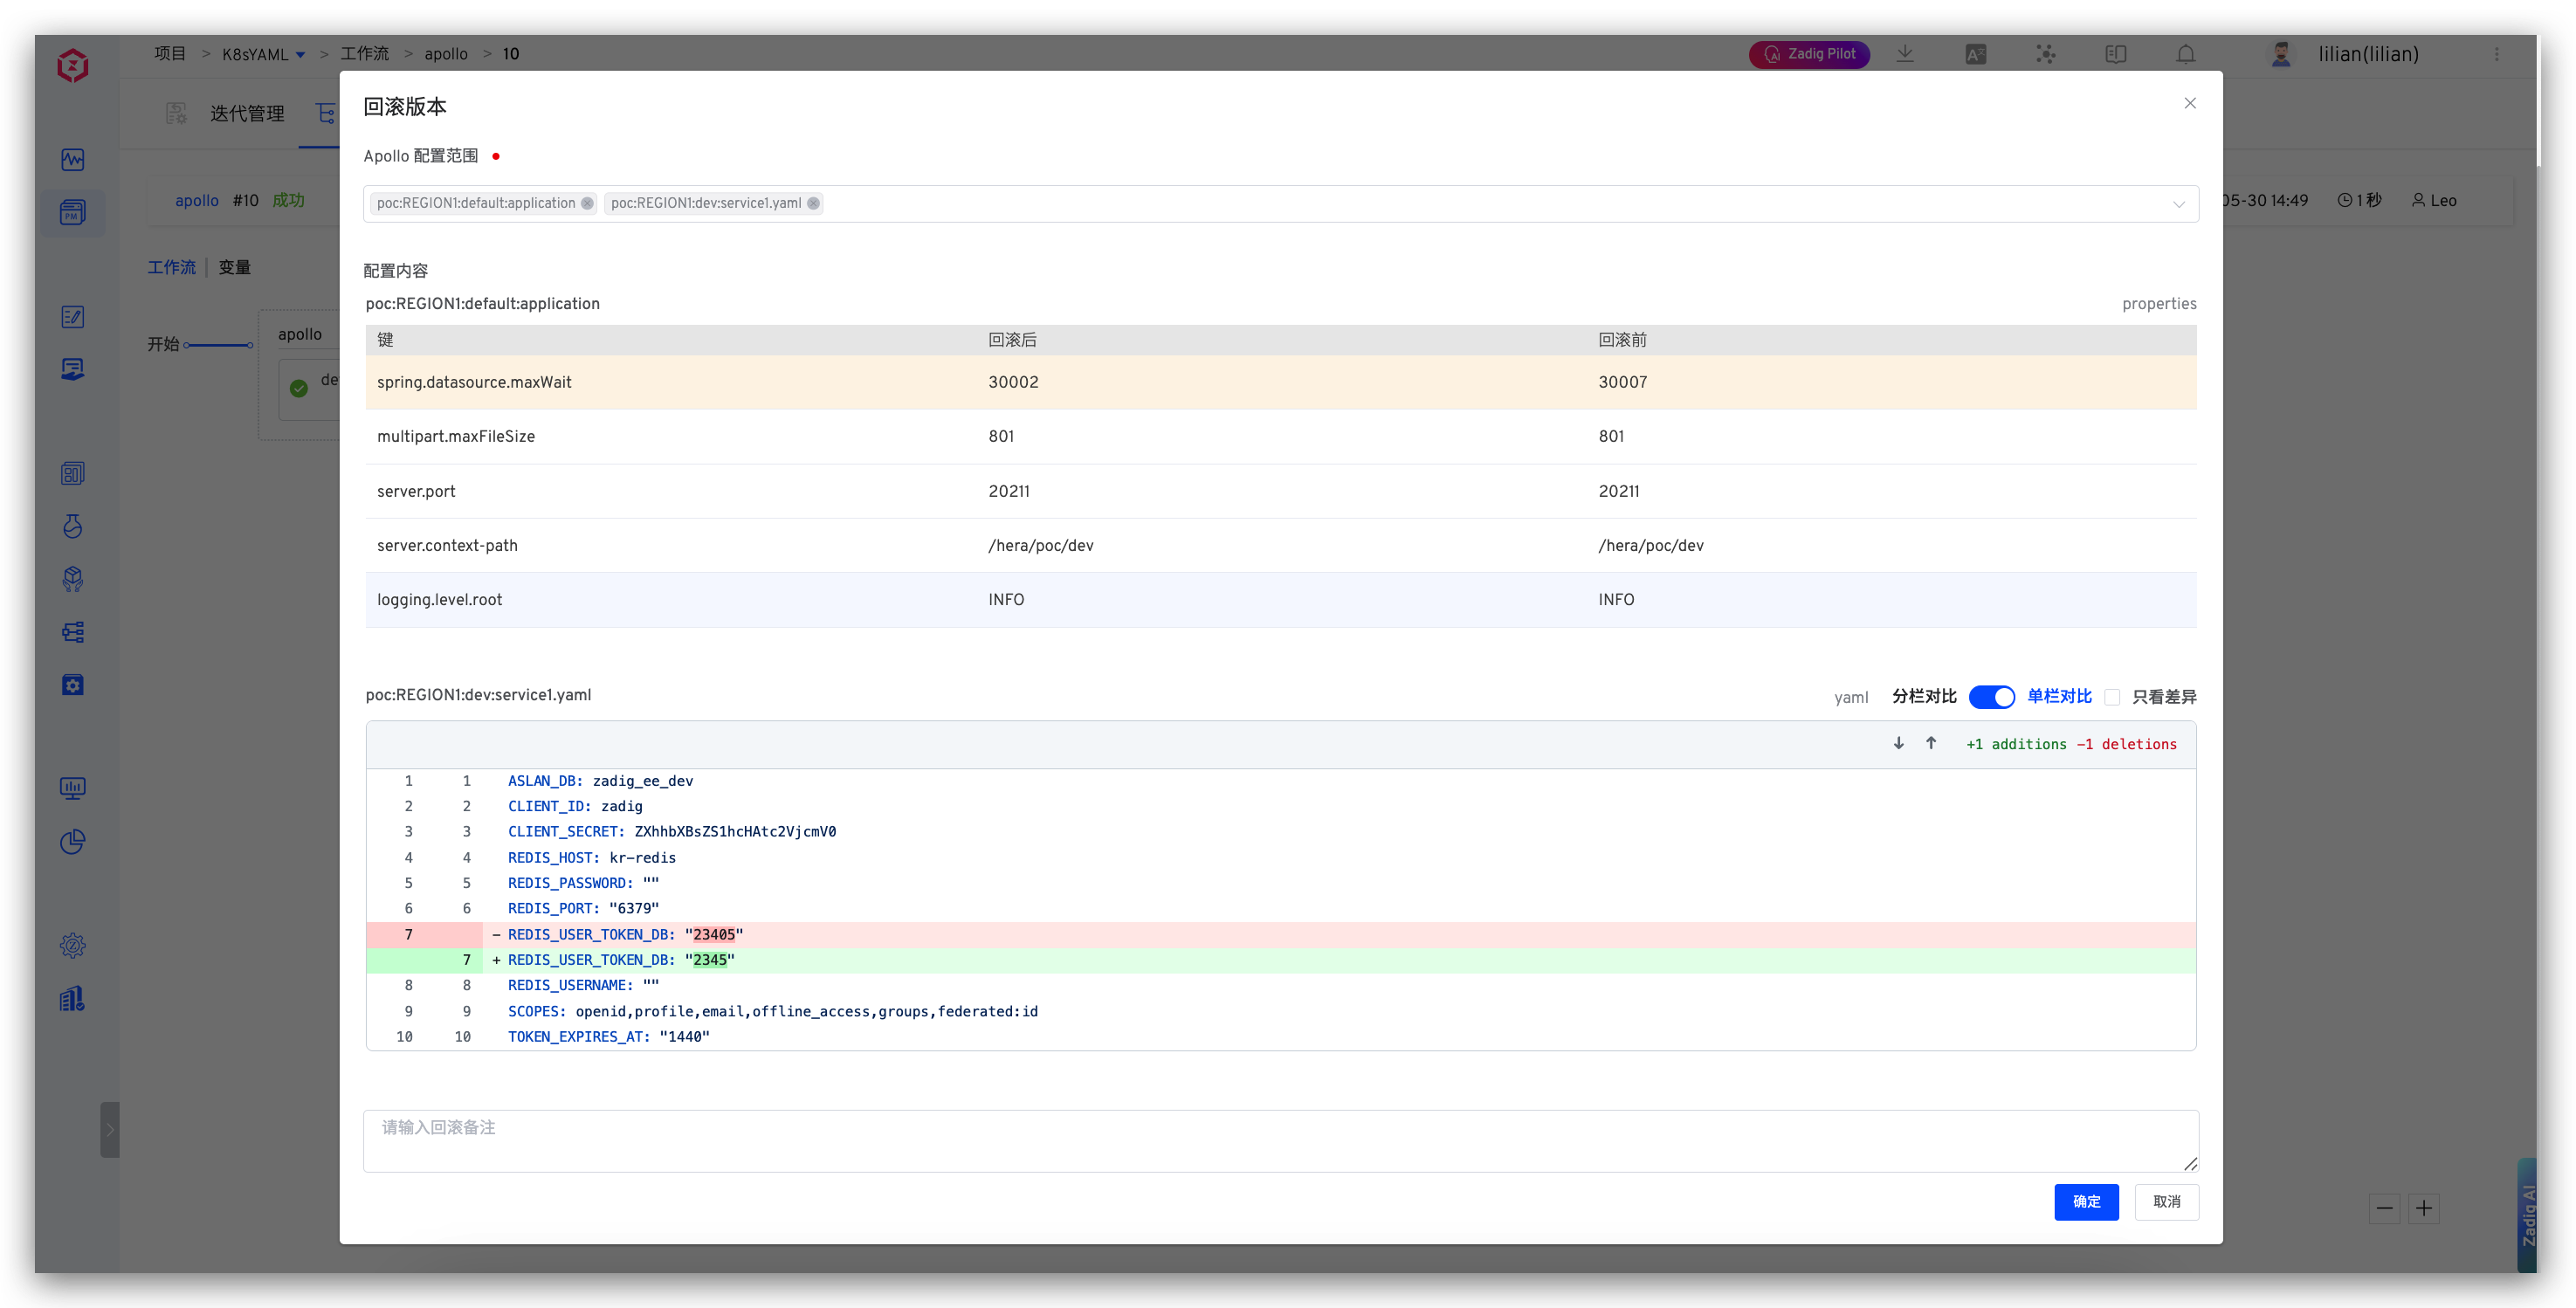 项目 > K8sYAML > 工作流 > apollo > 10
Zadig Pilot
lilian(lilian)
迭代管理
apollo #10 成功
05-30 14:49 1 秒 Leo
工作流 变量
开始
apollo
de
回滚版本
Apollo 配置范围
poc:REGION1:default:application poc:REGION1:dev:service1.yaml
配置内容
poc:REGION1:default:application properties
键 回滚后 回滚前
spring.datasource.maxWait 30002 30007
multipart.maxFileSize 801 801
server.port 20211 20211
server.context-path /hera/poc/dev /hera/poc/dev
logging.level.root INFO INFO
poc:REGION1:dev:service1.yaml yaml 分栏对比 单栏对比 只看差异
+1 additions -1 deletions
1 1 ASLAN_DB: zadig_ee_dev
2 2 CLIENT_ID: zadig
3 3 CLIENT_SECRET: ZXhhbXBsZS1hcHAtc2VjcmV0
4 4 REDIS_HOST: kr-redis
5 5 REDIS_PASSWORD: ""
6 6 REDIS_PORT: "6379"
7 - REDIS_USER_TOKEN_DB: "23405"
7 + REDIS_USER_TOKEN_DB: "2345"
8 8 REDIS_USERNAME: ""
9 9 SCOPES: openid,profile,email,offline_access,groups,federated:id
10 10 TOKEN_EXPIRES_AT: "1440"
请输入回滚备注
确定 取消
Zadig AI
PM